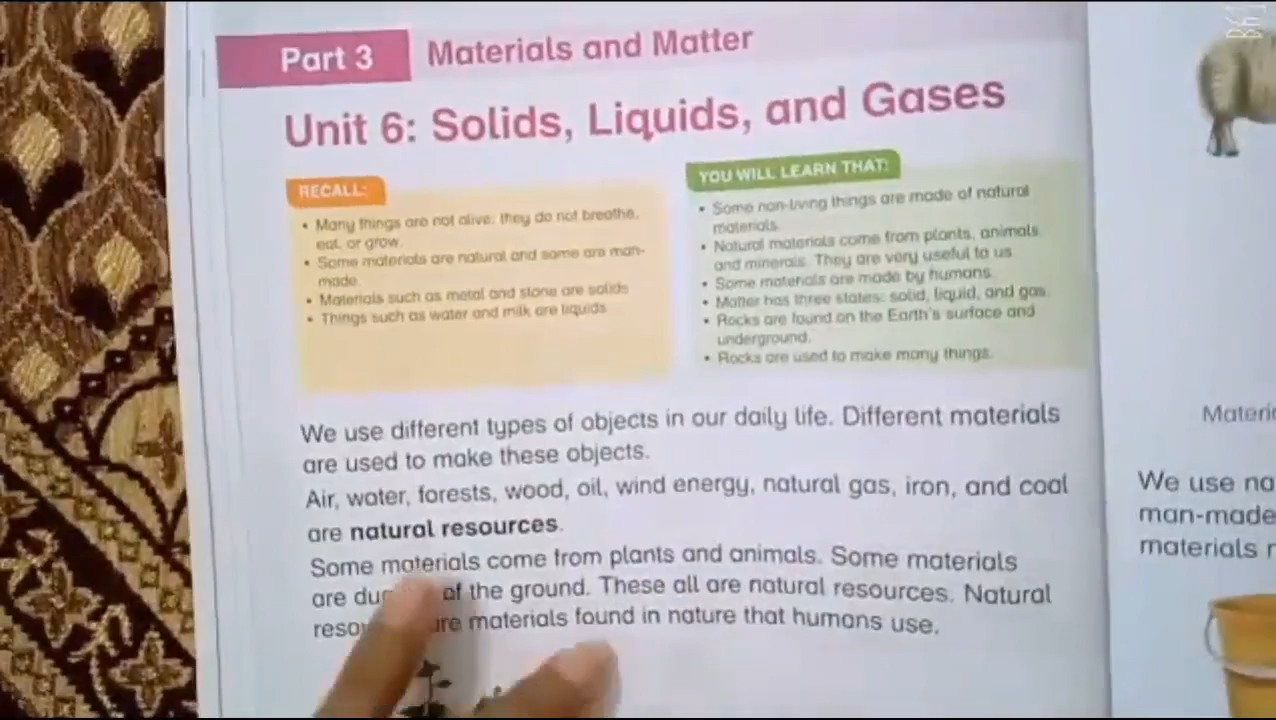 Part 3
Materials and Matter
Unit 6: Solids, Liquids, and Gases
RECALL:
• Many things are not alive: they do not breathe,
eat, or grow.
• Some materials are natural and some are man-
made.
• Materials such as metal and stone are solids
• Things such as water and milk are liquids
YOU WILL LEARN THAT:
• Some non-living things are made of natural
materials.
• Natural materials come from plants, animals,
and minerals. They are very useful to us.
• Some materials are made by humans.
• Matter has three states: solid, liquid, and gas.
• Rocks are found on the Earth's surface and
underground.
• Rocks are used to make many things.
We use different types of objects in our daily life. Different materials
are used to make these objects.
Air, water, forests, wood, oil, wind energy, natural gas, iron, and coal
are natural resources.
Some materials come from plants and animals. Some materials
are of the ground. These all are natural resources. Natural
are materials found in nature that humans use.
We use
man-made
materials